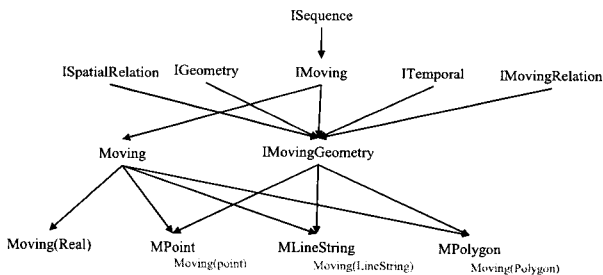 ISequence
ISpatialRelation IGeometry IMoving ITemporal IMovingRelation
Moving IMovingGeometry
Moving(Real) MPoint MLineString MPolygon
Moving(point) Moving(LineString) Moving(Polygon)